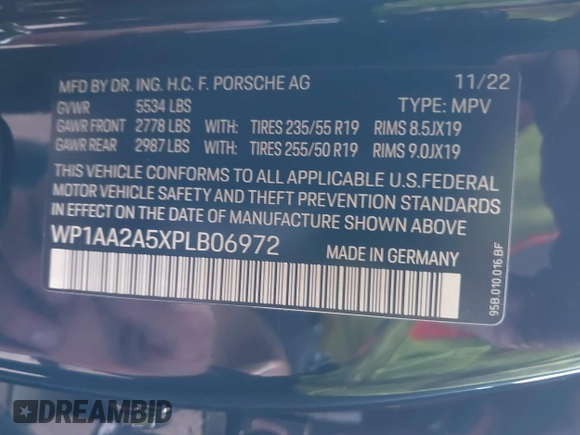 MFD BY DR. ING. H.C. F. PORSCHE AG 11/22
GVWR 5534 LBS TYPE: MPV
GAWR FRONT 2778 LBS WITH: TIRES 235/55 R19 RIMS 8.5JX19
GAWR REAR 2987 LBS WITH: TIRES 255/50 R19 RIMS 9.0JX19
THIS VEHICLE CONFORMS TO ALL APPLICABLE U.S.FEDERAL
MOTOR VEHICLE SAFETY AND THEFT PREVENTION STANDARDS
IN EFFECT ON THE DATE OF MANUFACTURE SHOWN ABOVE
WP1AA2A5XPLB06972 MADE IN GERMANY
95B.010.016.BF
DREAMBID